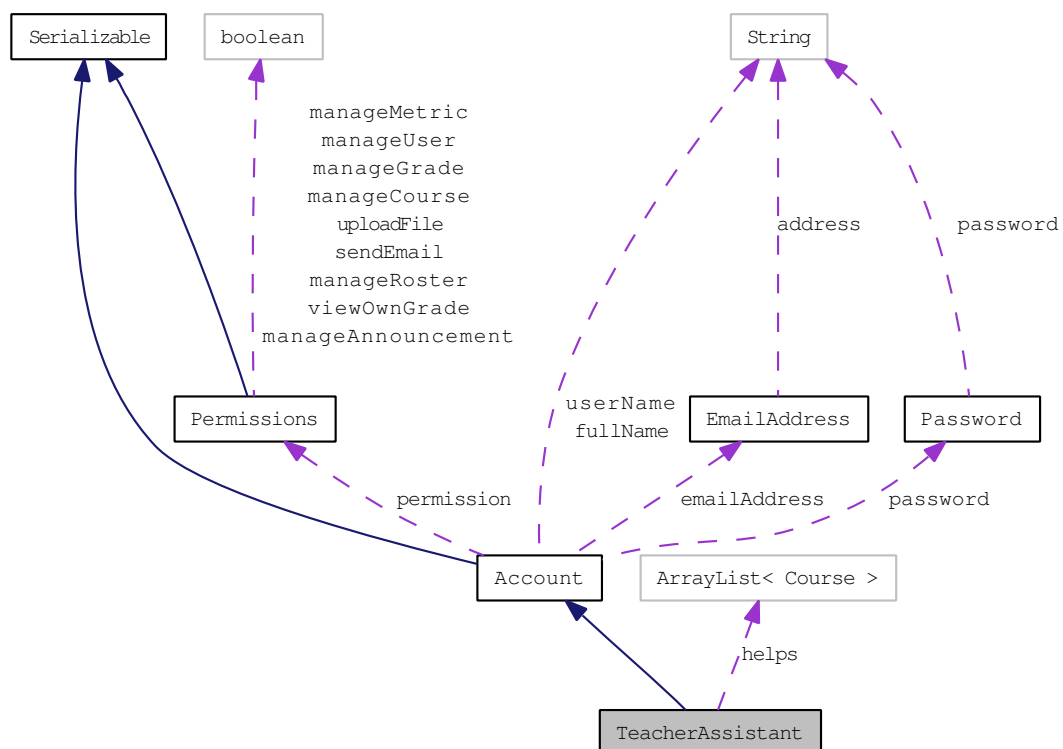 Serializable
boolean
String
manageMetric
manageUser
manageGrade
manageCourse
uploadFile
sendEmail
manageRoster
viewOwnGrade
manageAnnouncement
address
password
Permissions
userName
fullName
EmailAddress
Password
permission
emailAddress
password
Account
ArrayList< Course >
helps
TeacherAssistant